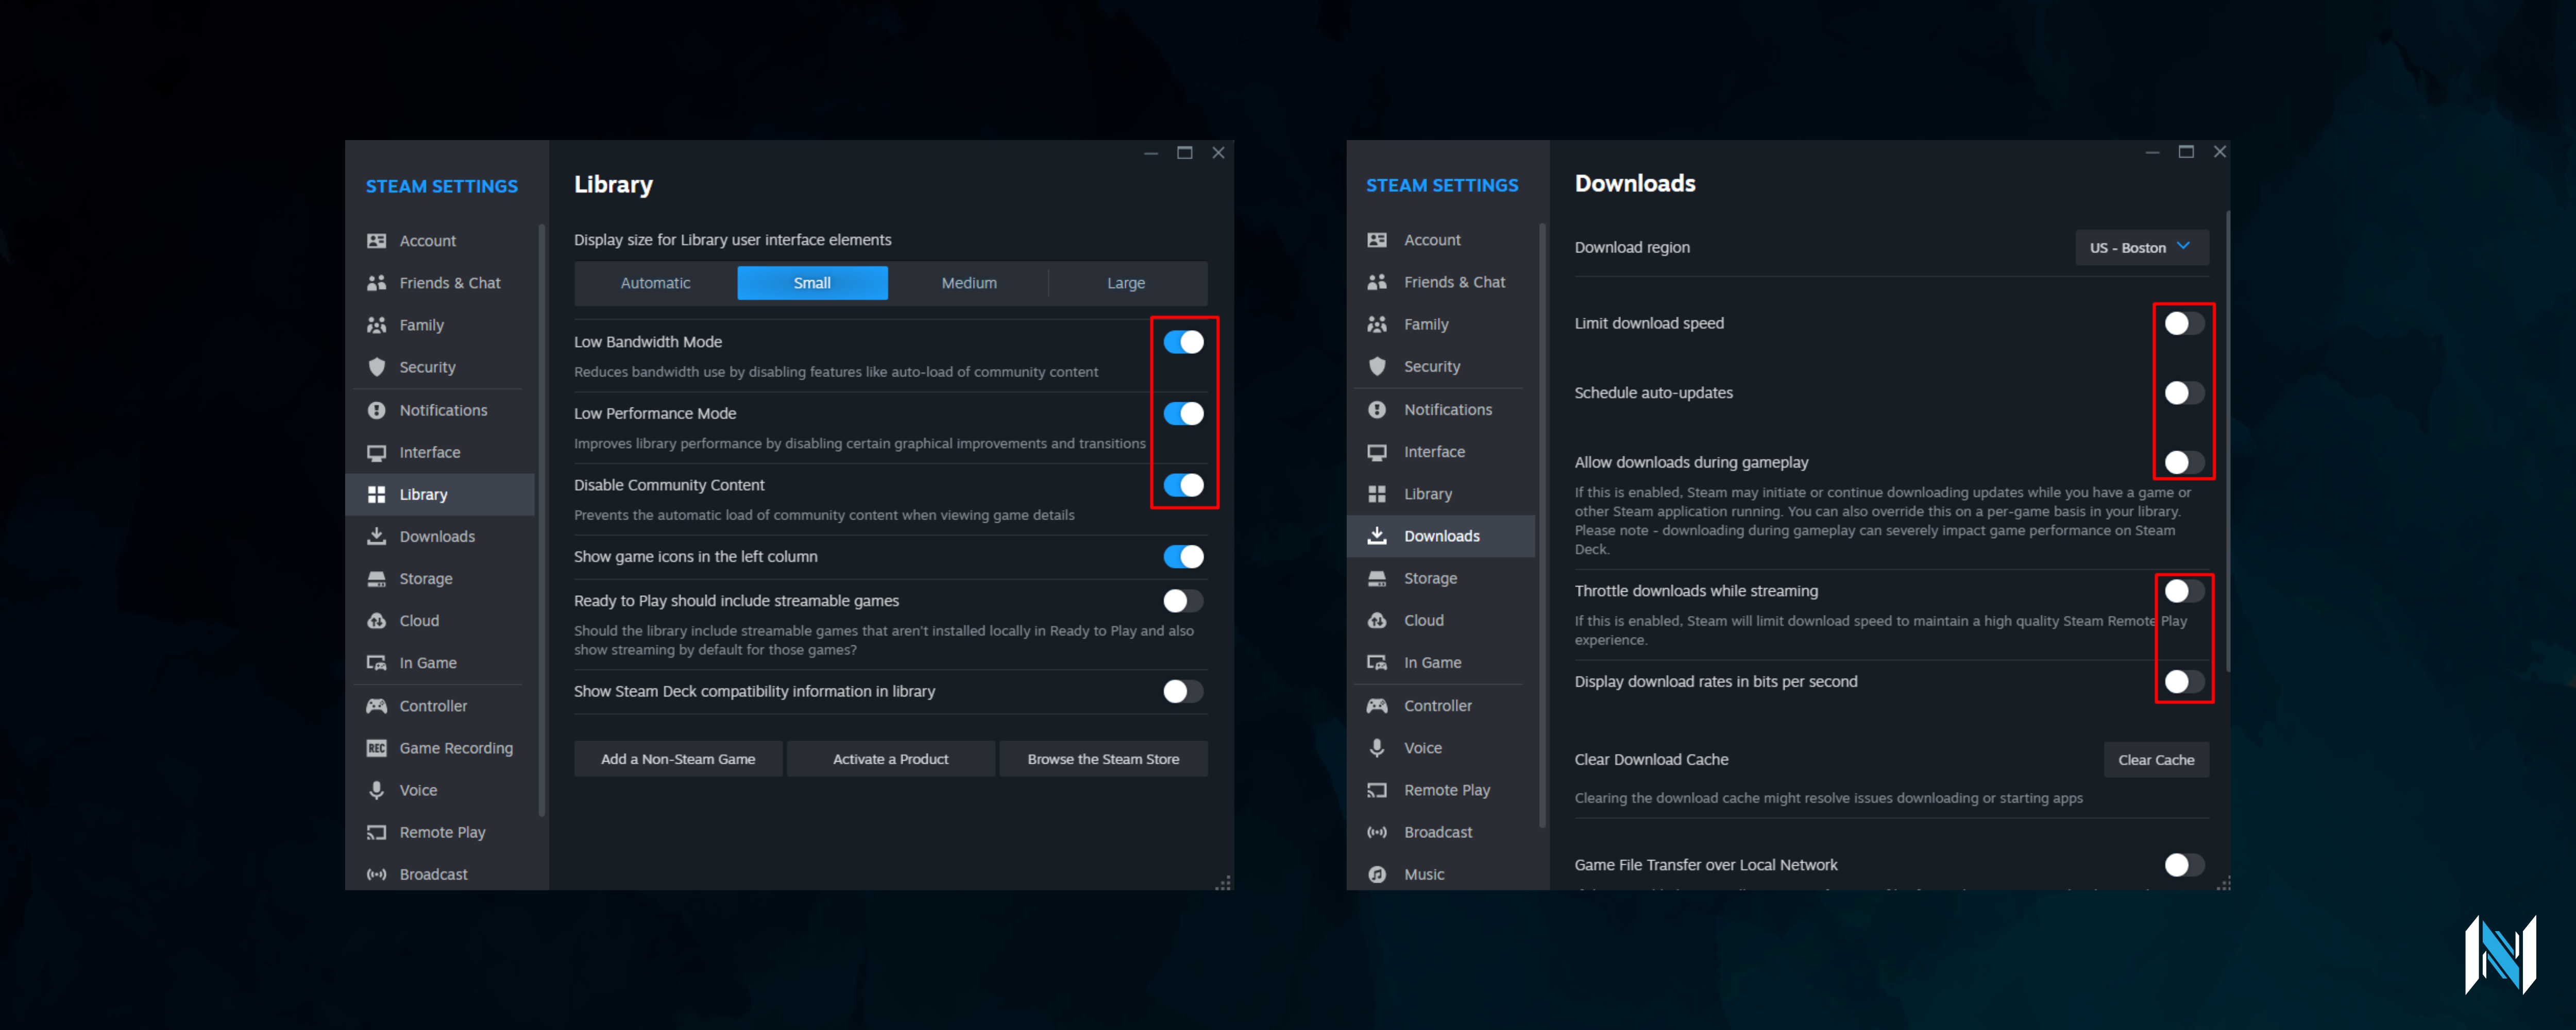 STEAM SETTINGS
Account
Friends & Chat
Family
Security
Notifications
Interface
Library
Downloads
Storage
Cloud
In Game
Controller
REC Game Recording
Voice
Remote Play
Broadcast
Library
Display size for Library user interface elements
Automatic Small Medium Large
Low Bandwidth Mode
Reduces bandwidth use by disabling features like auto-load of community content
Low Performance Mode
Improves library performance by disabling certain graphical improvements and transitions
Disable Community Content
Prevents the automatic load of community content when viewing game details
Show game icons in the left column
Ready to Play should include streamable games
Should the library include streamable games that aren't installed locally in Ready to Play and also
show streaming by default for those games?
Show Steam Deck compatibility information in library
Add a Non-Steam Game Activate a Product Browse the Steam Store
STEAM SETTINGS
Account
Friends & Chat
Family
Security
Notifications
Interface
Library
Downloads
Storage
Cloud
In Game
Controller
Voice
Remote Play
Broadcast
Music
Downloads
Download region US - Boston
Limit download speed
Schedule auto-updates
Allow downloads during gameplay
If this is enabled, Steam may initiate or continue downloading updates while you have a game or
other Steam application running. You can also override this on a per-game basis in your library.
Please note - downloading during gameplay can severely impact game performance on Steam
Deck.
Throttle downloads while streaming
If this is enabled, Steam will limit download speed to maintain a high quality Steam Remote Play
experience.
Display download rates in bits per second
Clear Download Cache Clear Cache
Clearing the download cache might resolve issues downloading or starting apps
Game File Transfer over Local Network